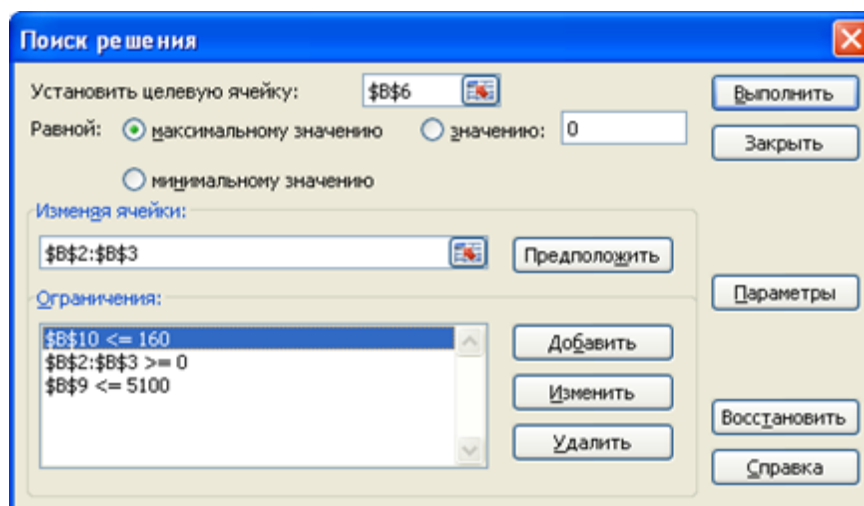 Поиск решения
Установить целевую ячейку: $B$6
Выполнить
Равной: максимальному значению значению: 0
Закрыть
минимальному значению
Изменяя ячейки:
$B$2:$B$3 Предположить
Параметры
Ограничения:
$B$10 <= 160
$B$2:$B$3 >= 0
$B$9 <= 5100
Добавить
Изменить
Удалить
Восстановить
Справка